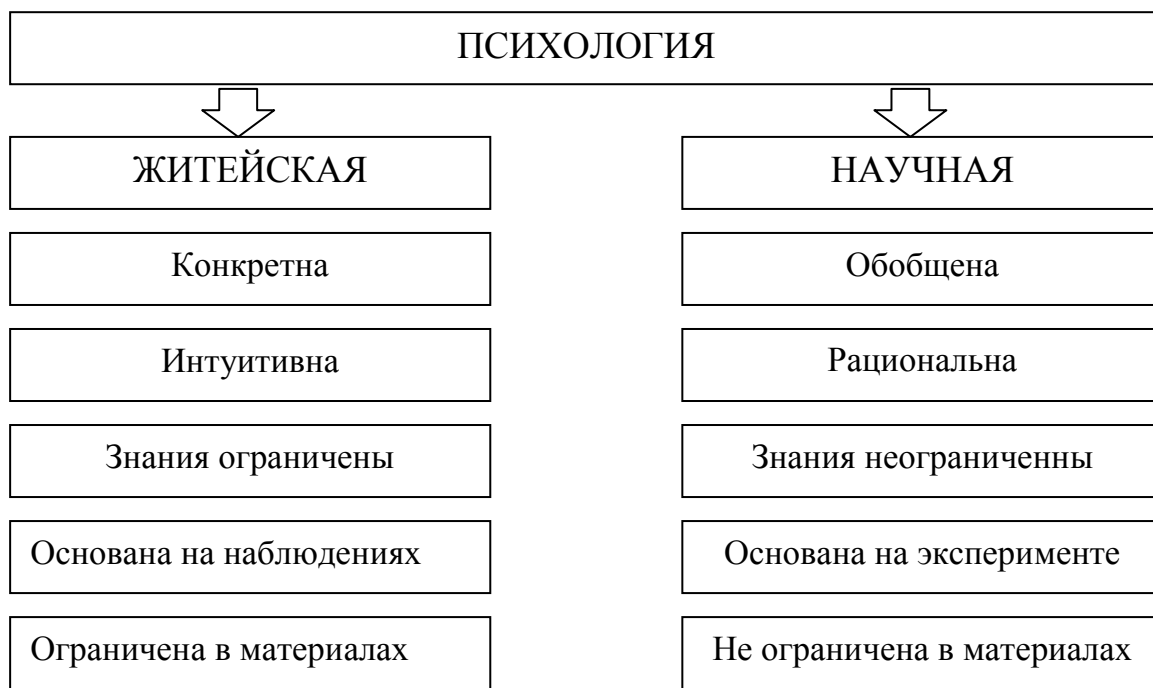 ПСИХОЛОГИЯ
ЖИТЕЙСКАЯ
НАУЧНАЯ
Конкретна
Обобщена
Интуитивна
Рациональна
Знания ограничены
Знания неограниченны
Основана на наблюдениях
Основана на эксперименте
Ограничена в материалах
Не ограничена в материалах